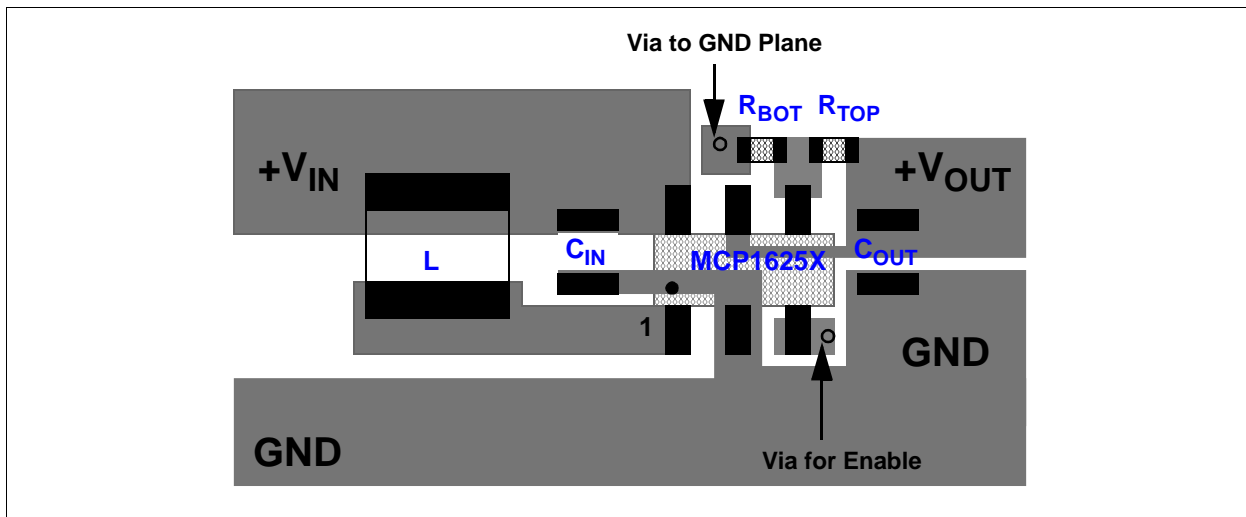 Via to GND Plane
RBOT RTOP
+VIN
+VOUT
L
CIN
MCP1625X
COUT
1
GND
GND
Via for Enable